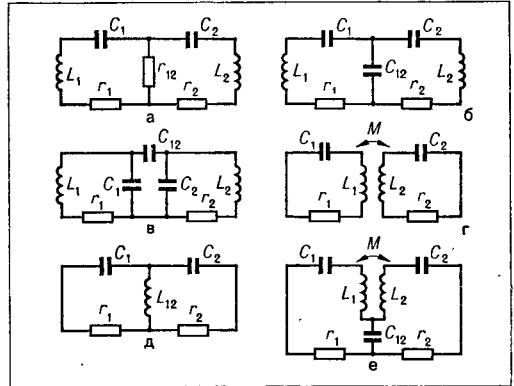 C₁ C₂ C₁ C₂
L₁ r₁₂ L₂ L₁ C₁₂ L₂
r₁ r₂ r₁ r₂
а б
C₁₂ M
C₁ C₂
L₁ C₁ C₂ L₂ L₁ L₂
r₁ r₂ r₁ r₂
в г
C₁ C₂ C₁ M C₂
L₁₂ L₁ L₂
C₁₂
r₁ r₂ r₁ r₂
д е